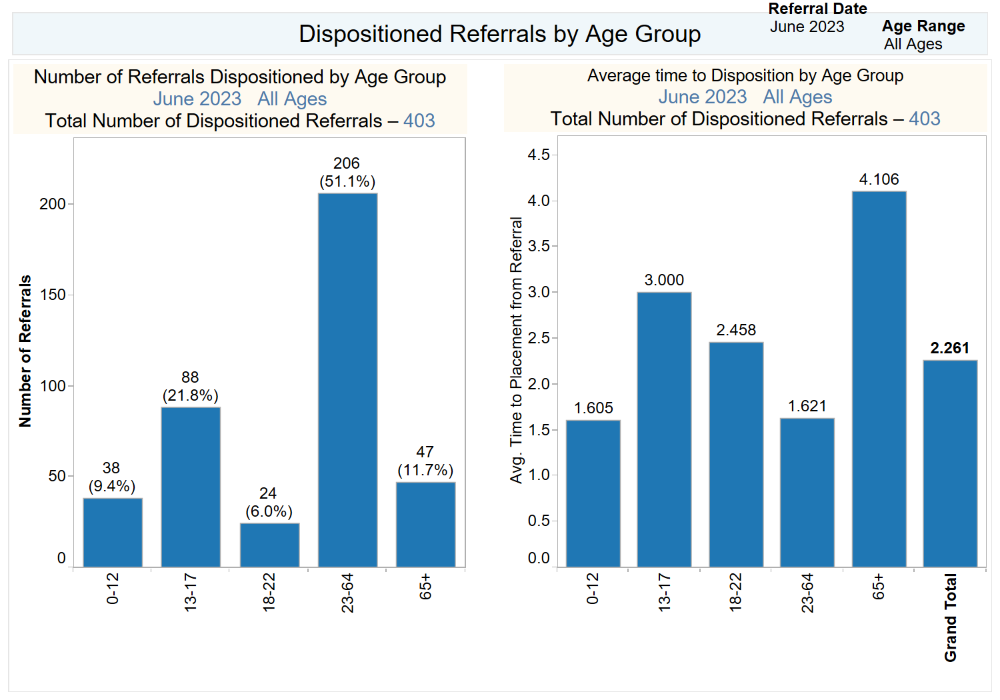 Dispositioned Referrals by Age Group
Referral Date
June 2023
Age Range
All Ages
Number of Referrals Dispositioned by Age Group
June 2023 All Ages
Total Number of Dispositioned Referrals – 403
Number of Referrals
200
150
100
50
0
38
(9.4%)
88
(21.8%)
24
(6.0%)
206
(51.1%)
47
(11.7%)
0-12
13-17
18-22
23-64
65+
Average time to Disposition by Age Group
June 2023 All Ages
Total Number of Dispositioned Referrals – 403
Avg. Time to Placement from Referral
4.5
4.0
3.5
3.0
2.5
2.0
1.5
1.0
0.5
0.0
1.605
3.000
2.458
1.621
4.106
2.261
0-12
13-17
18-22
23-64
65+
Grand Total